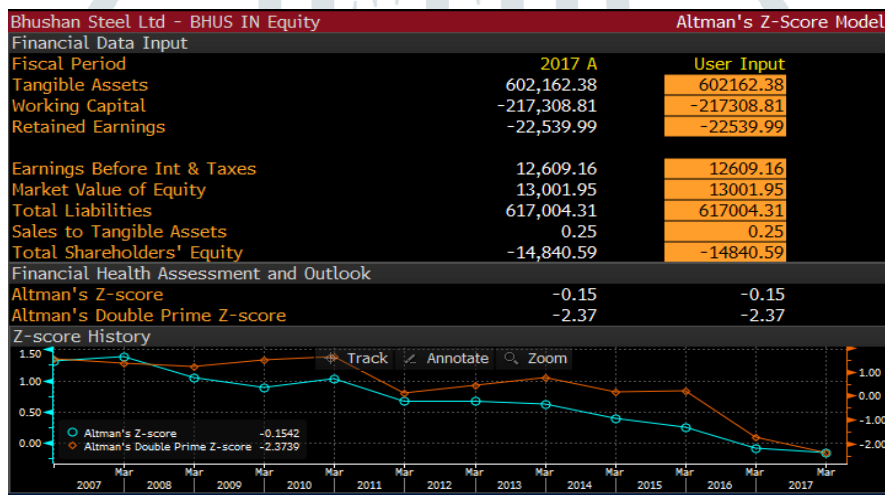 Bhushan Steel Ltd - BHUS IN Equity Altman's Z-Score Model
Financial Data Input
Fiscal Period 2017 A User Input
Tangible Assets 602,162.38 602162.38
Working Capital -217,308.81 -217308.81
Retained Earnings -22,539.99 -22539.99
Earnings Before Int & Taxes 12,609.16 12609.16
Market Value of Equity 13,001.95 13001.95
Total Liabilities 617,004.31 617004.31
Sales to Tangible Assets 0.25 0.25
Total Shareholders' Equity -14,840.59 -14840.59
Financial Health Assessment and Outlook
Altman's Z-score -0.15 -0.15
Altman's Double Prime Z-score -2.37 -2.37
Z-score History
Track Annotate Zoom
1.50
1.00 1.00
0.50 0.00
0.00 -1.00
-2.00
Altman's Z-score -0.1542
Altman's Double Prime Z-score -2.3739
Mar Mar Mar Mar Mar Mar Mar Mar Mar Mar Mar
2007 2008 2009 2010 2011 2012 2013 2014 2015 2016 2017